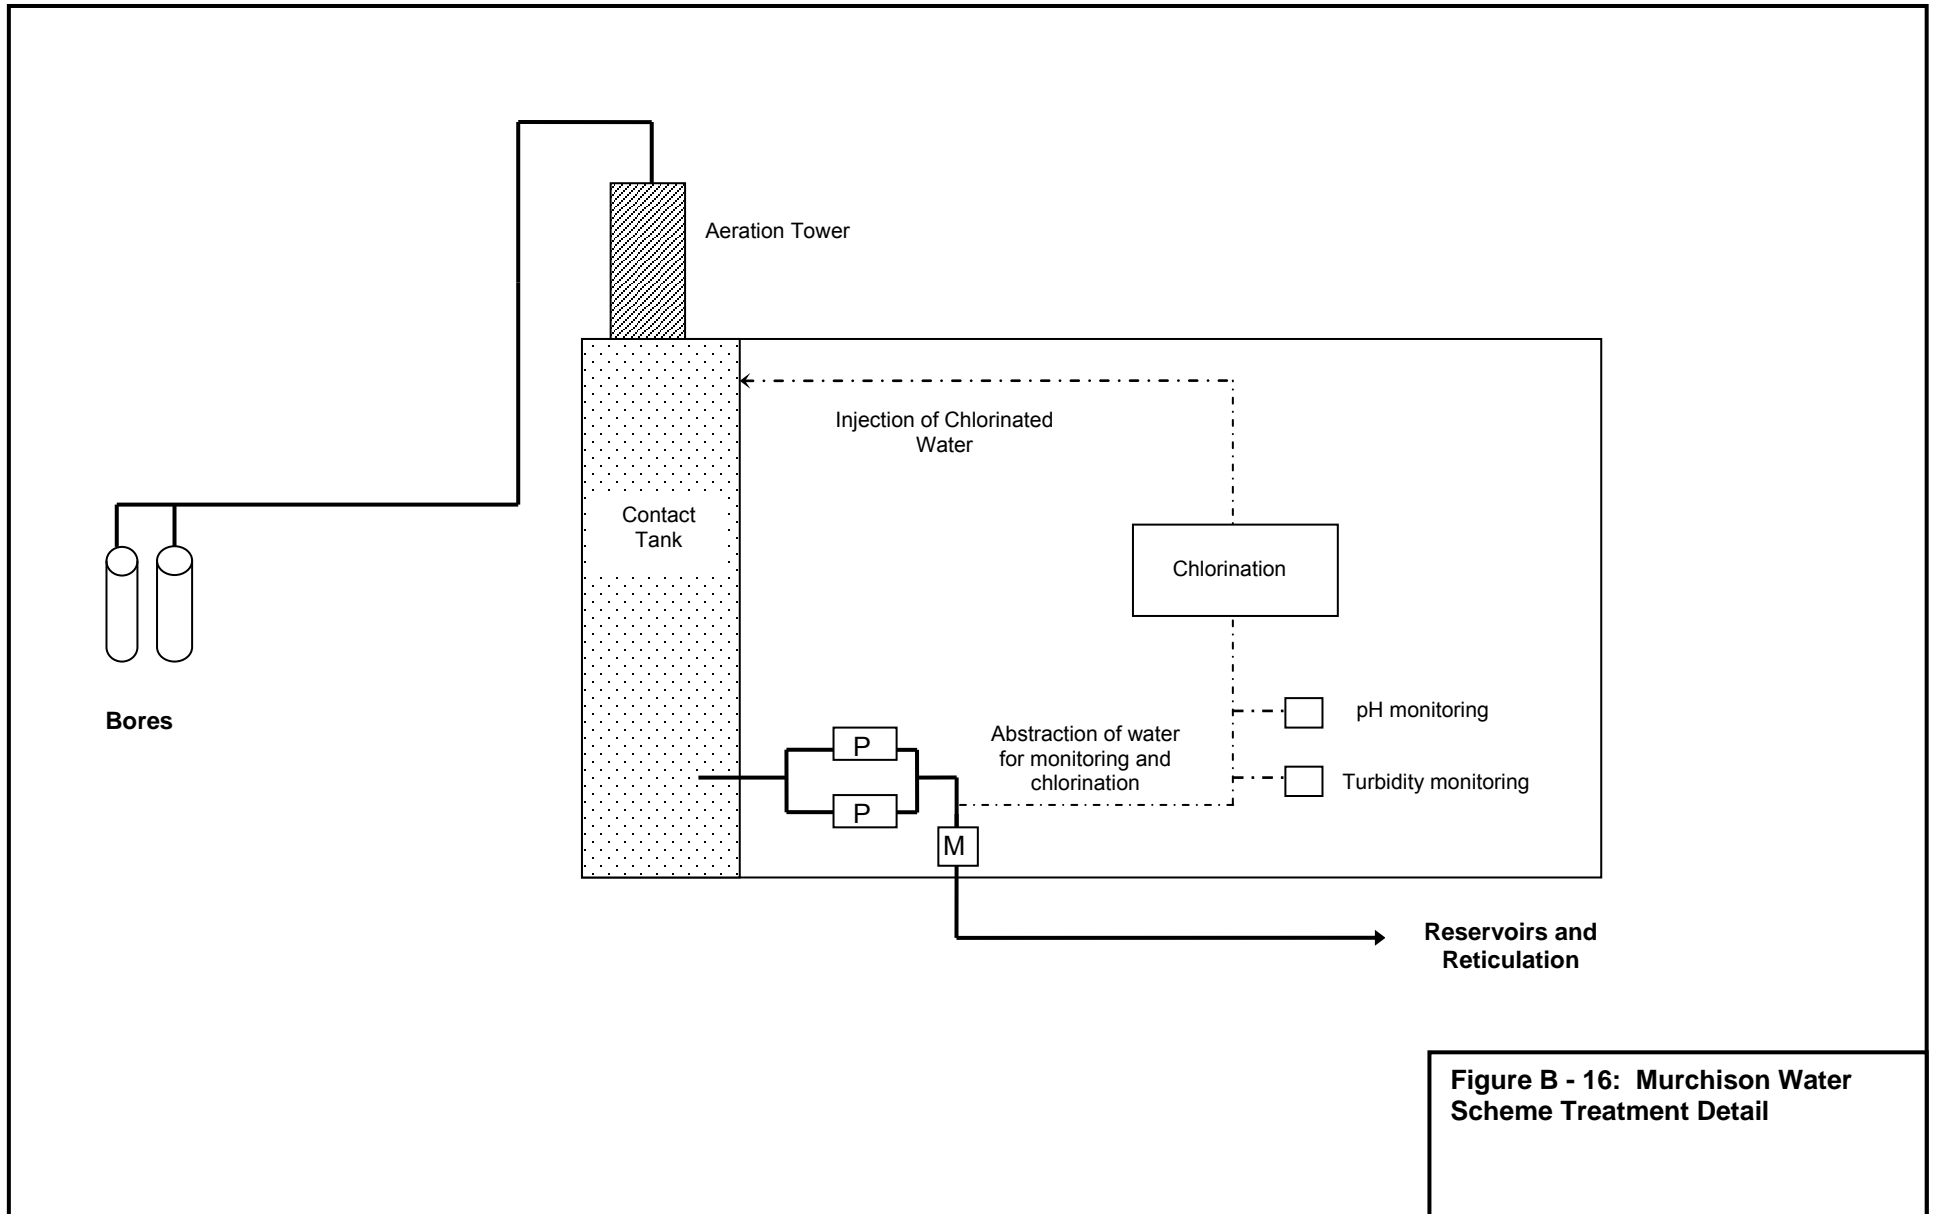 Aeration Tower
Injection of Chlorinated
Water
Contact
Tank
Chlorination
Bores
pH monitoring
Abstraction of water
for monitoring and
chlorination
P
P
Turbidity monitoring
M
Reservoirs and
Reticulation
Figure B - 16: Murchison Water
Scheme Treatment Detail